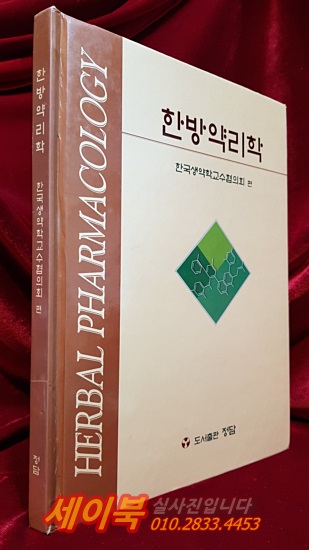 한방약리학
한국생약학교수협의회 편
정담
HERBAL PHARMACOLOGY
한방약리학
한국생약학교수협의회 편
도서출판 정담
세이북 실사진입니다
010.2833.4453